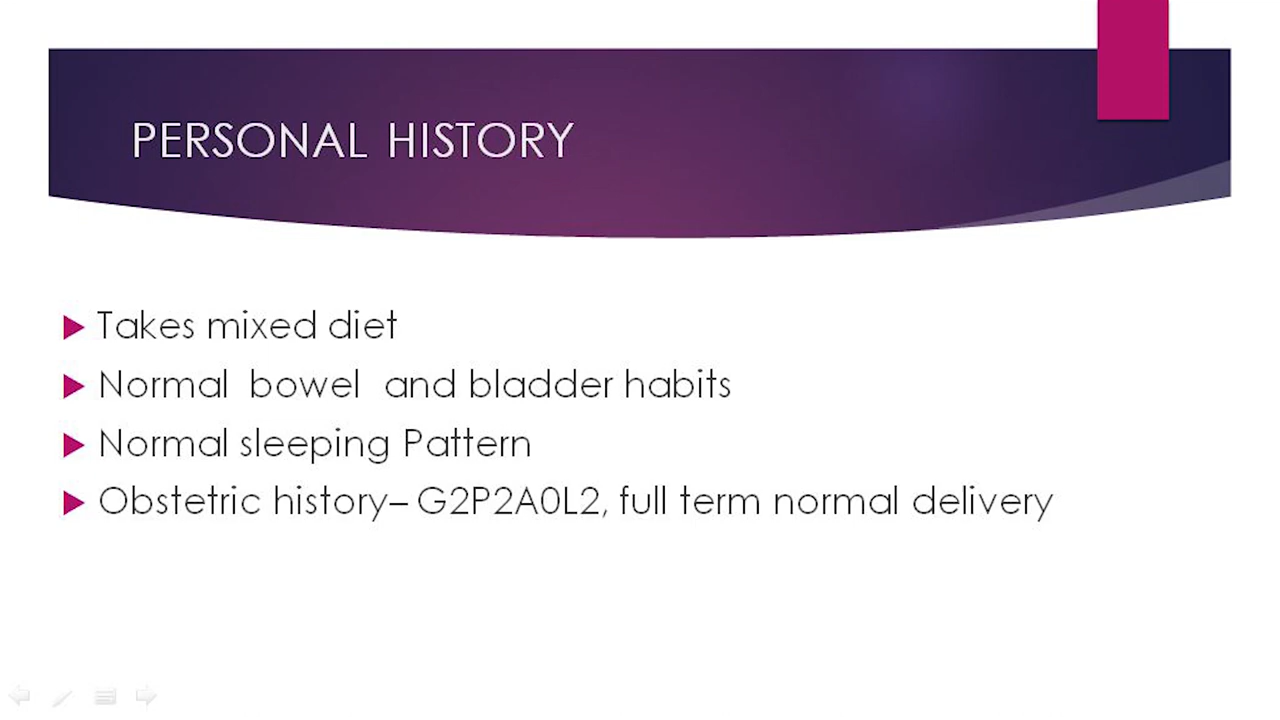 PERSONAL HISTORY
Takes mixed diet
Normal bowel and bladder habits
Normal sleeping Pattern
Obstetric history– G2P2A0L2, full term normal delivery